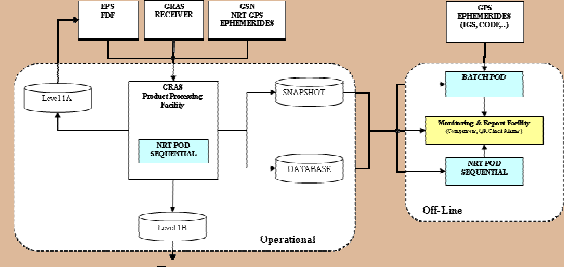 EPS
FDF
GRAS
RECEIVER
GSN
NRT GPS
EPHEMERIDES
GPS
EPHEMERIDES
(IGS, CODE,..)
Level 1A
GRAS
Product Processing
Facility
NRT POD
SEQUENTIAL
SNAPSHOT
DATABASE
Level 1B
Operational
BATCH POD
Monitoring & Report Facility
NRT POD
SEQUENTIAL
Off-Line